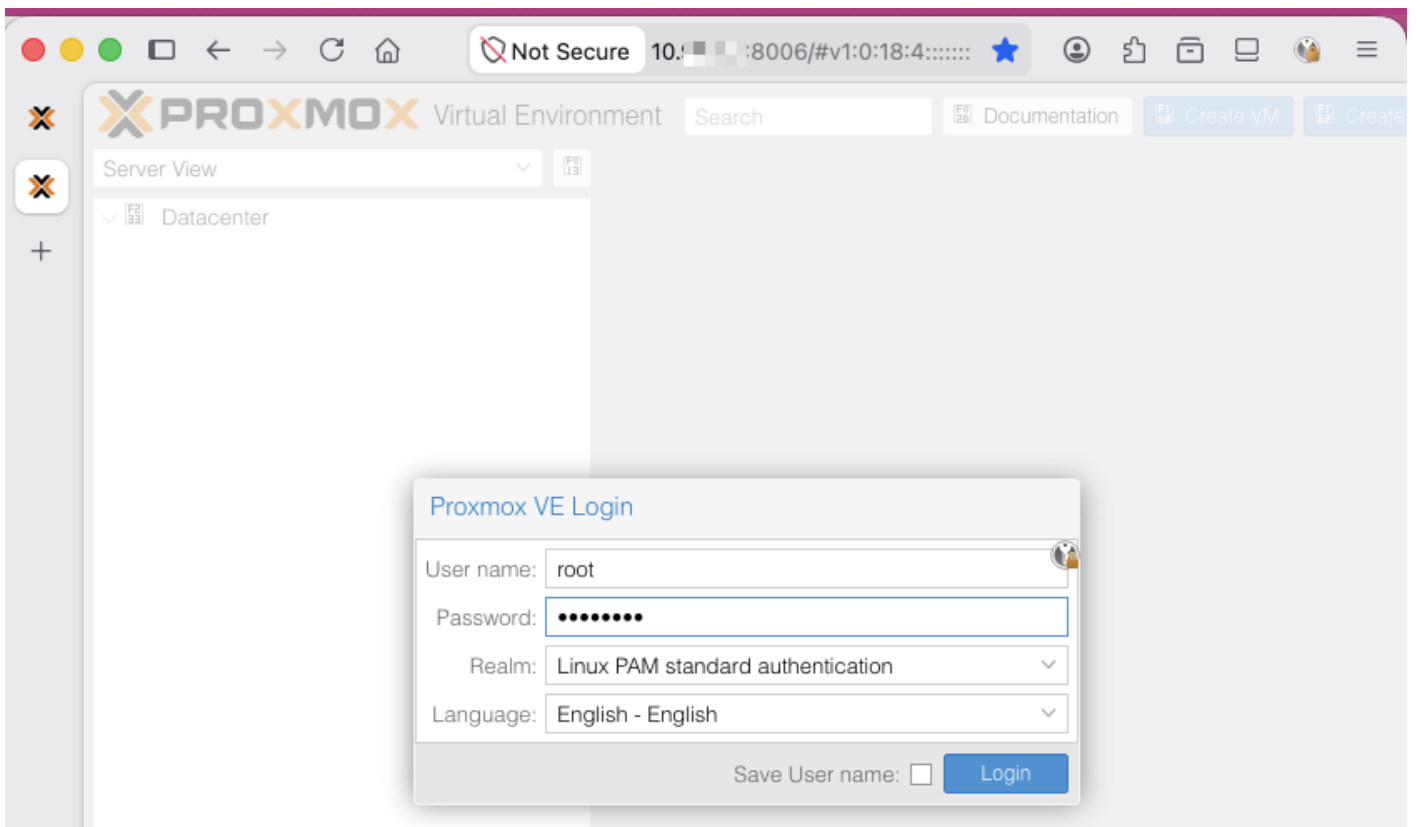 Not Secure 10. :8006/#v1:0:18:4:::::::
PROXMOX Virtual Environment Search Documentation Create VM Create
Server View
Datacenter
Proxmox VE Login
User name: root
Password: ••••••••
Realm: Linux PAM standard authentication
Language: English - English
Save User name: Login